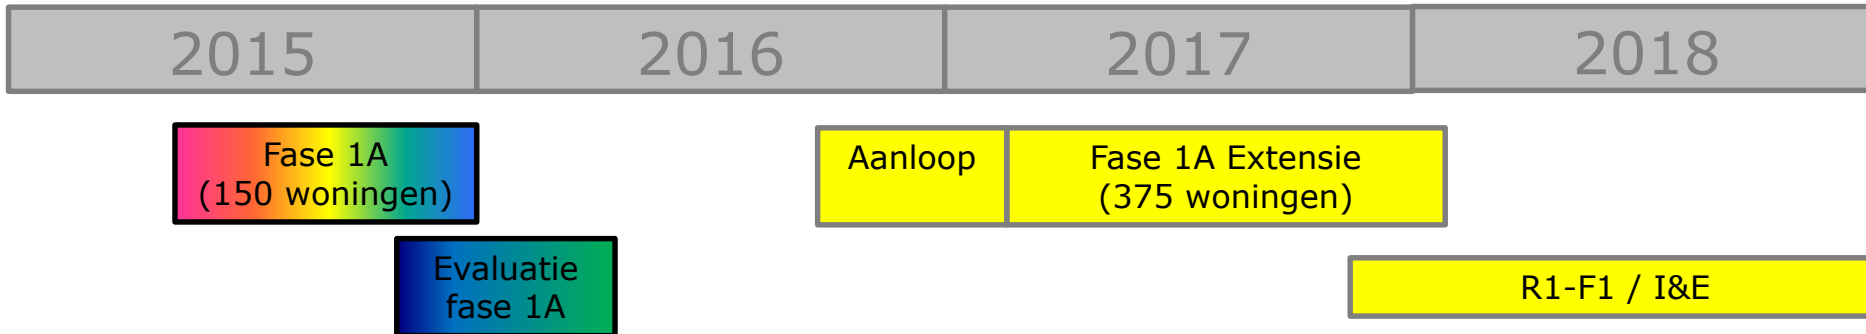 2015 2016 2017 2018
Fase 1A
(150 woningen)
Aanloop
Fase 1A Extensie
(375 woningen)
Evaluatie
fase 1A
R1-F1 / I&E